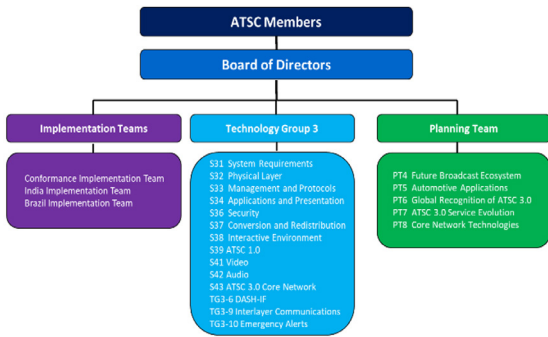 ATSC Members
Board of Directors
Implementation Teams
Conformance Implementation Team
India Implementation Team
Brazil Implementation Team
Technology Group 3
S31 System Requirements
S32 Physical Layer
S33 Management and Protocols
S34 Applications and Presentation
S36 Security
S37 Conversion and Redistribution
S38 Interactive Environment
S39 ATSC 1.0
S41 Video
S42 Audio
S43 ATSC 3.0 Core Network
TG3-6 DASH-IF
TG3-9 Interlayer Communications
TG3-10 Emergency Alerts
Planning Team
PT4 Future Broadcast Ecosystem
PT5 Automotive Applications
PT6 Global Recognition of ATSC 3.0
PT7 ATSC 3.0 Service Evolution
PT8 Core Network Technologies